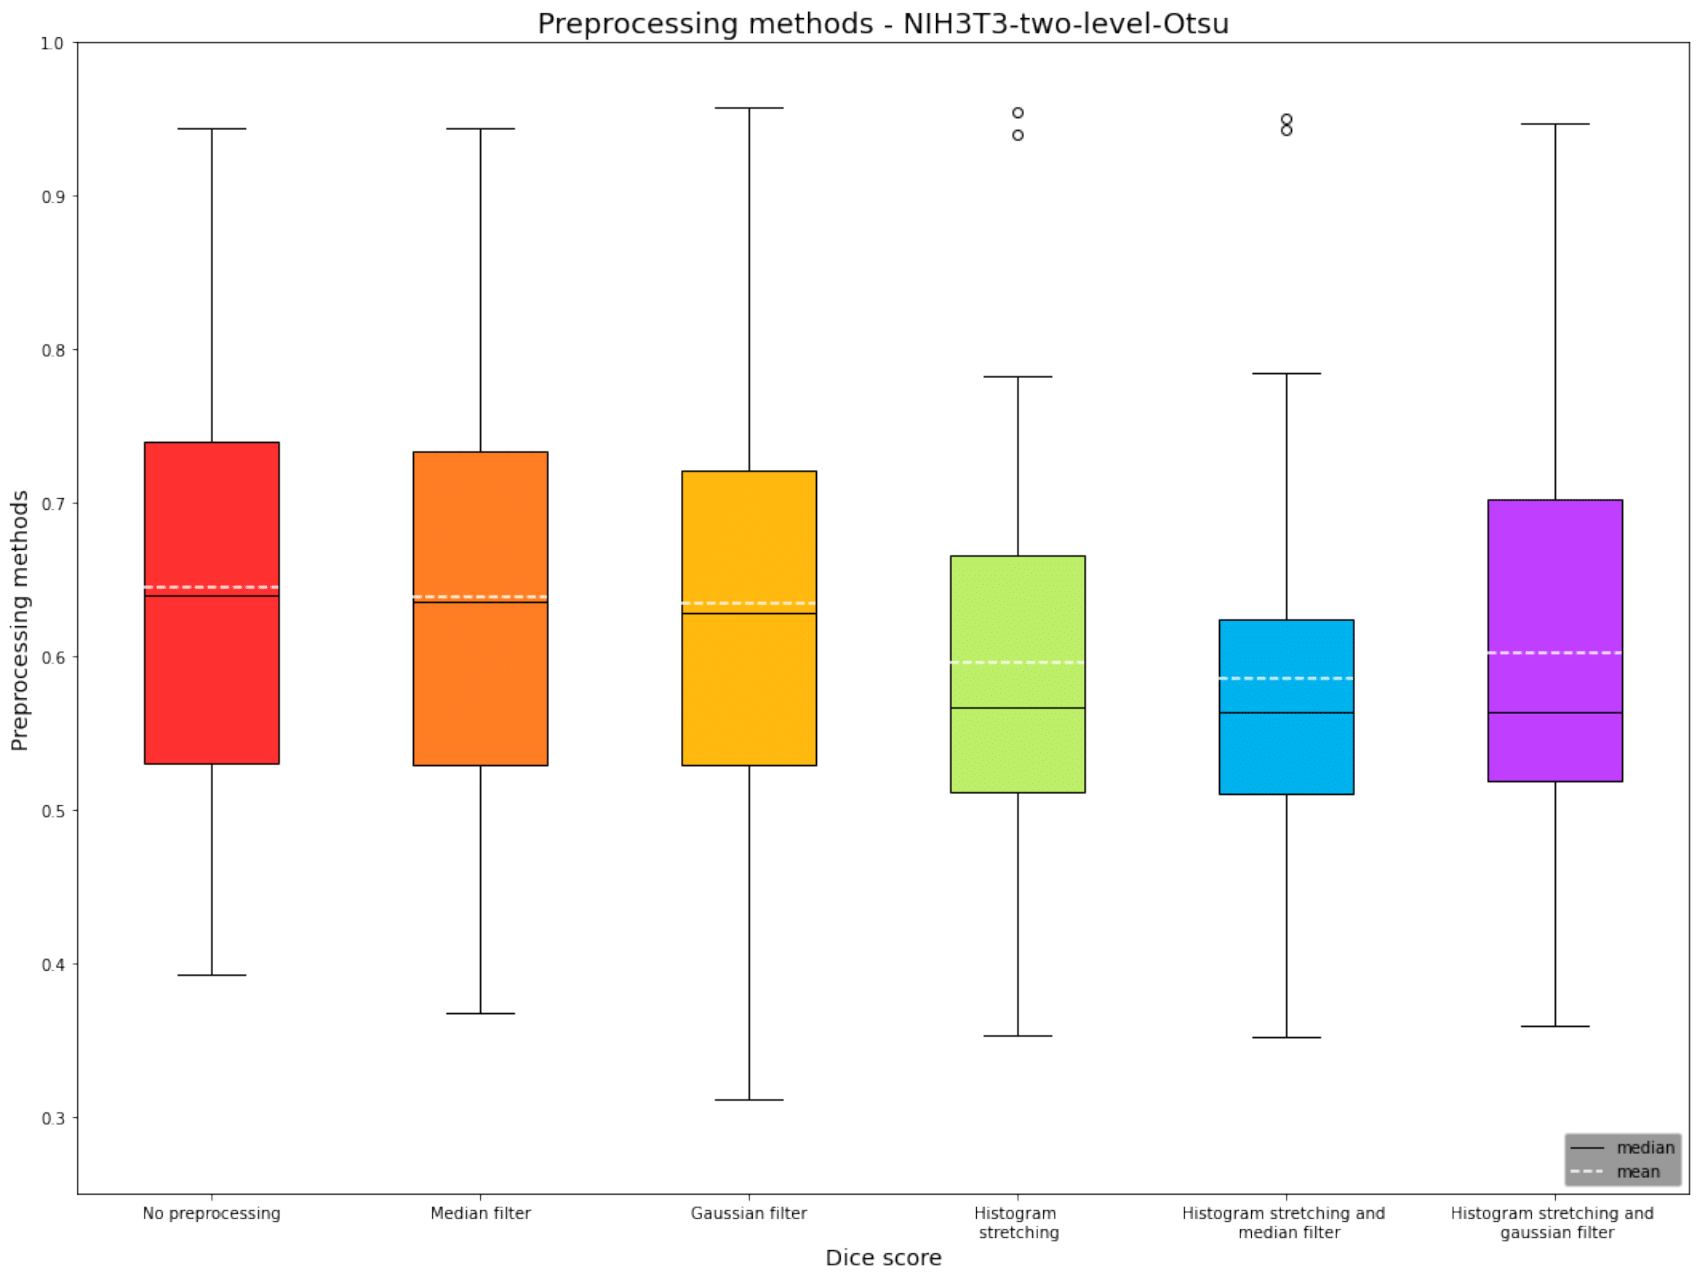 Preprocessing methods - NIH3T3-two-level-Otsu
1.0
0.9
0.8
0.7
0.6
0.5
0.4
0.3
Preprocessing methods
median
mean
No preprocessing
Median filter
Gaussian filter
Histogram
stretching
Histogram stretching and
median filter
Histogram stretching and
gaussian filter
Dice score